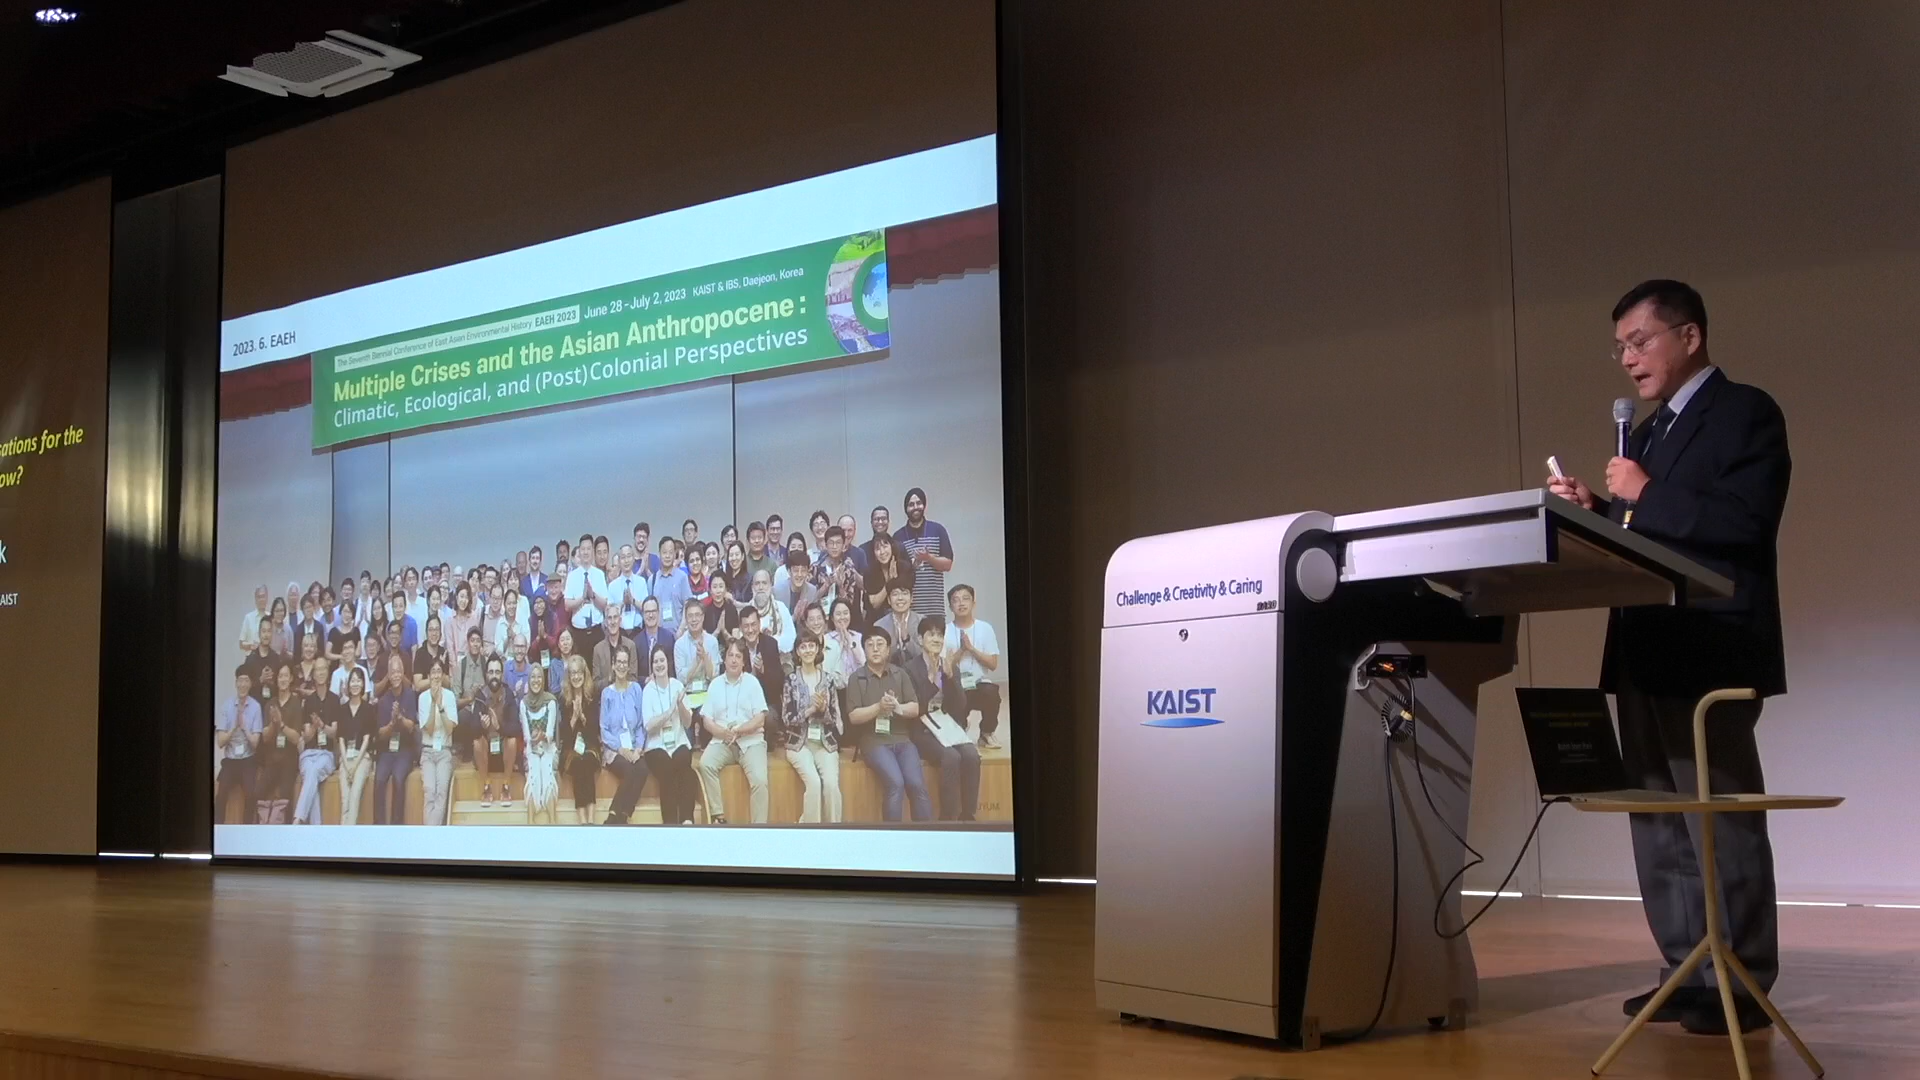 sations for the
ow?
k
AIST
2023. 6. EAEH
The Seventh Biennial Conference of East Asian Environmental History EAEH 2023 June 28 - July 2, 2023 KAIST & IBS, Daejeon, Korea
Multiple Crises and the Asian Anthropocene :
Climatic, Ecological, and (Post)Colonial Perspectives
Challenge & Creativity & Caring
KAIST